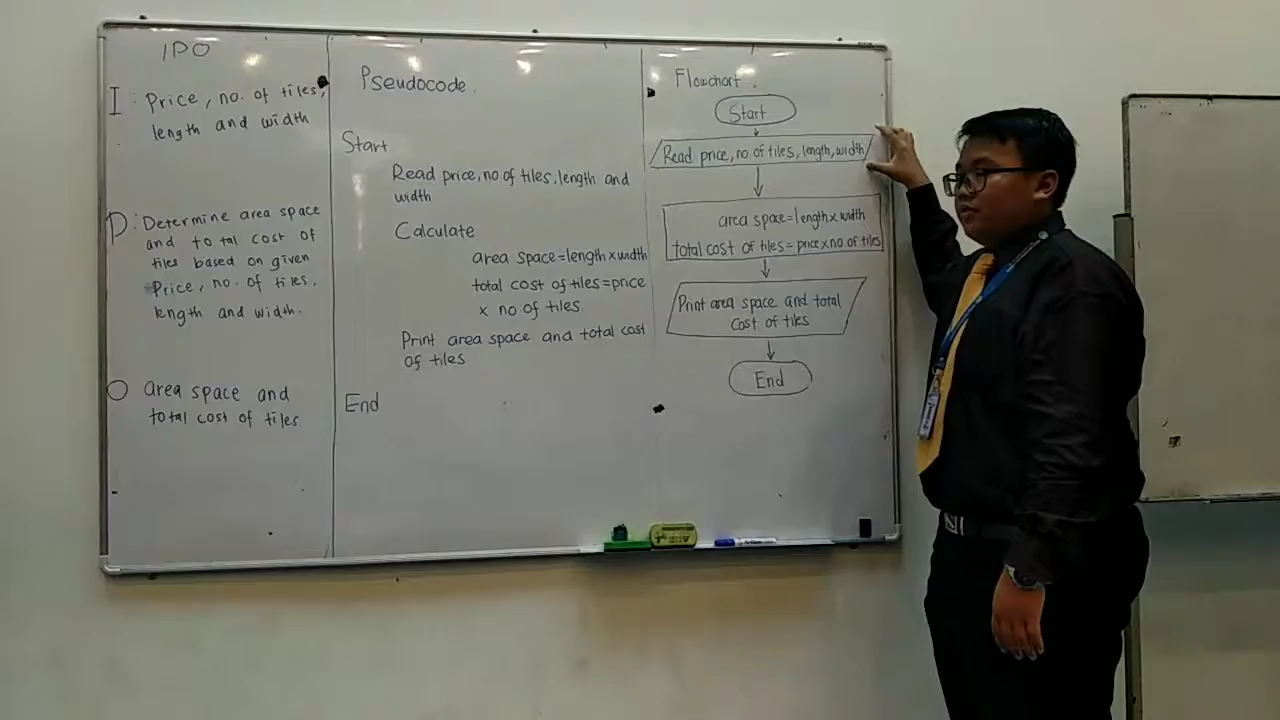 IPO
I : Price, no. of tiles,
length and width
P : Determine area space
and total cost of
tiles based on given
Price, no. of tiles,
length and width.
O area space and
total cost of tiles
Pseudocode.
Start
Read price, no of tiles, length and
width
Calculate
area space=length x width
total cost of tiles=price
x no of tiles
Print area space and total cost
of tiles
End
Flowchart.
Start
Read price, no of tiles, length, width
area space=length x width
total cost of tiles=price x no of tiles
Print area space and total
cost of tiles
End